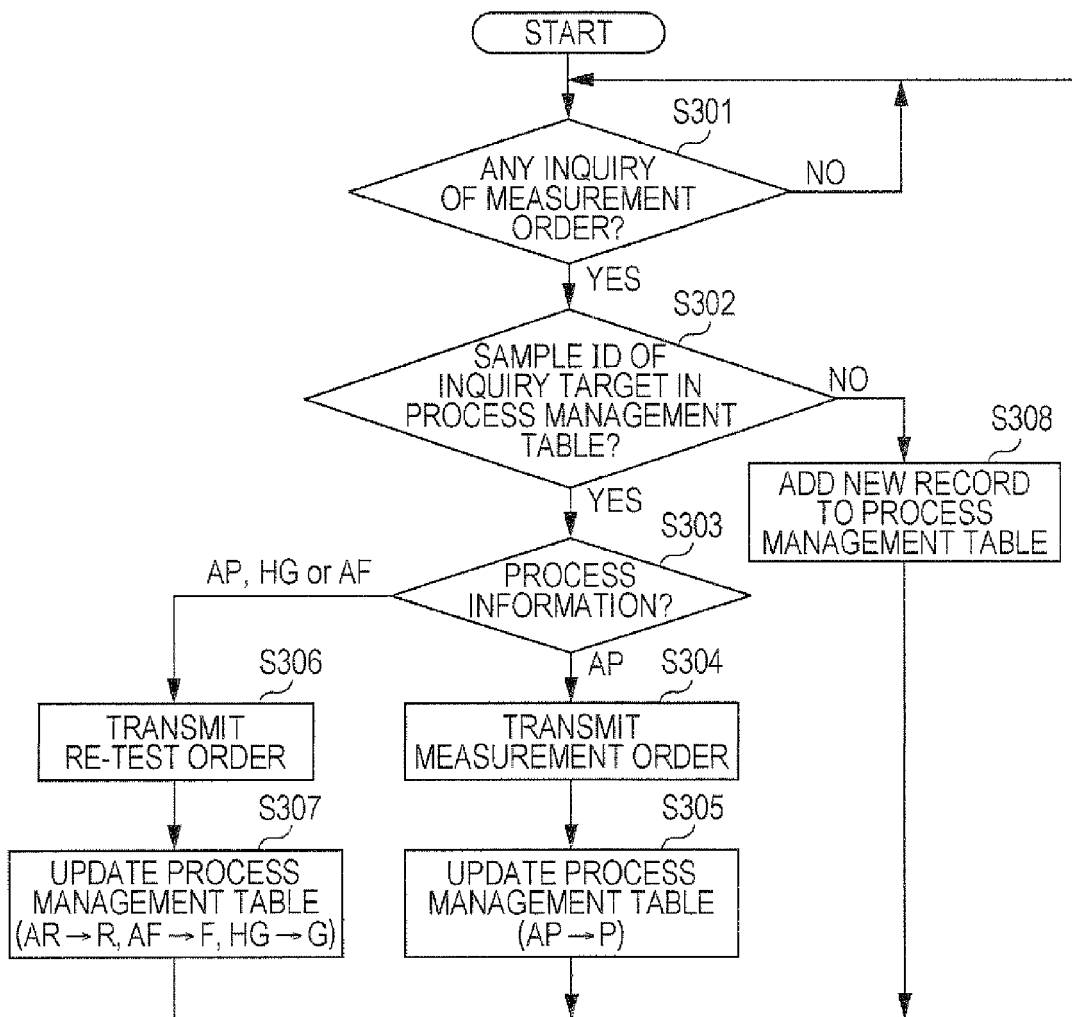 START
S301
ANY INQUIRY
OF MEASUREMENT
ORDER?
NO
YES
S302
SAMPLE ID OF
INQUIRY TARGET IN
PROCESS MANAGEMENT
TABLE?
NO
YES
S308
ADD NEW RECORD
TO PROCESS
MANAGEMENT TABLE
S303
PROCESS
INFORMATION?
AP, HG or AF
AP
S306
TRANSMIT
RE-TEST ORDER
S304
TRANSMIT
MEASUREMENT ORDER
S307
UPDATE PROCESS
MANAGEMENT TABLE
(AR→R, AF→F, HG→G)
S305
UPDATE PROCESS
MANAGEMENT TABLE
(AP→P)